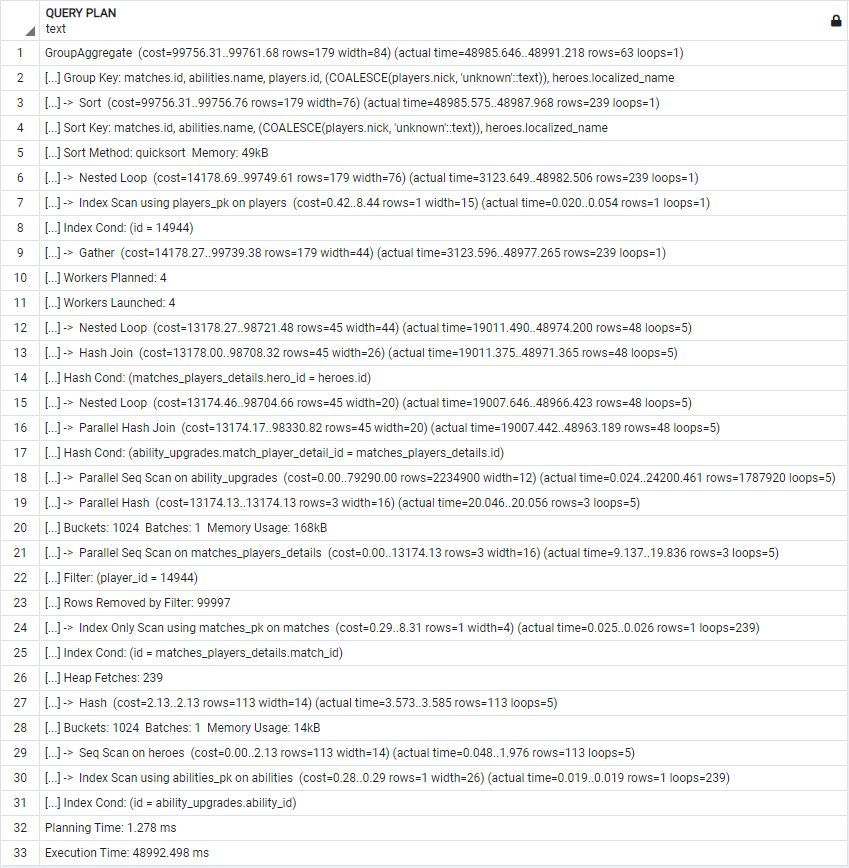 QUERY PLAN
text
1 GroupAggregate (cost=99756.31..99761.68 rows=179 width=84) (actual time=48985.646..48991.218 rows=63 loops=1)
2 [...] Group Key: matches.id, abilities.name, players.id, (COALESCE(players.nick, 'unknown'::text)), heroes.localized_name
3 [...] -> Sort (cost=99756.31..99756.76 rows=179 width=76) (actual time=48985.575..48987.968 rows=239 loops=1)
4 [...] Sort Key: matches.id, abilities.name, (COALESCE(players.nick, 'unknown'::text)), heroes.localized_name
5 [...] Sort Method: quicksort Memory: 49kB
6 [...] -> Nested Loop (cost=14178.69..99749.61 rows=179 width=76) (actual time=3123.649..48982.506 rows=239 loops=1)
7 [...] -> Index Scan using players_pk on players (cost=0.42..8.44 rows=1 width=15) (actual time=0.020..0.054 rows=1 loops=1)
8 [...] Index Cond: (id = 14944)
9 [...] -> Gather (cost=14178.27..99739.38 rows=179 width=44) (actual time=3123.596..48977.265 rows=239 loops=1)
10 [...] Workers Planned: 4
11 [...] Workers Launched: 4
12 [...] -> Nested Loop (cost=13178.27..98721.48 rows=45 width=44) (actual time=19011.490..48974.200 rows=48 loops=5)
13 [...] -> Hash Join (cost=13178.00..98708.32 rows=45 width=26) (actual time=19011.375..48971.365 rows=48 loops=5)
14 [...] Hash Cond: (matches_players_details.hero_id = heroes.id)
15 [...] -> Nested Loop (cost=13174.46..98704.66 rows=45 width=20) (actual time=19007.646..48966.423 rows=48 loops=5)
16 [...] -> Parallel Hash Join (cost=13174.17..98330.82 rows=45 width=20) (actual time=19007.442..48963.189 rows=48 loops=5)
17 [...] Hash Cond: (ability_upgrades.match_player_detail_id = matches_players_details.id)
18 [...] -> Parallel Seq Scan on ability_upgrades (cost=0.00..79290.00 rows=2234900 width=12) (actual time=0.024..24200.461 rows=1787920 loops=5)
19 [...] -> Parallel Hash (cost=13174.13..13174.13 rows=3 width=16) (actual time=20.046..20.056 rows=3 loops=5)
20 [...] Buckets: 1024 Batches: 1 Memory Usage: 168kB
21 [...] -> Parallel Seq Scan on matches_players_details (cost=0.00..13174.13 rows=3 width=16) (actual time=9.137..19.836 rows=3 loops=5)
22 [...] Filter: (player_id = 14944)
23 [...] Rows Removed by Filter: 99997
24 [...] -> Index Only Scan using matches_pk on matches (cost=0.29..8.31 rows=1 width=4) (actual time=0.025..0.026 rows=1 loops=239)
25 [...] Index Cond: (id = matches_players_details.match_id)
26 [...] Heap Fetches: 239
27 [...] -> Hash (cost=2.13..2.13 rows=113 width=14) (actual time=3.573..3.585 rows=113 loops=5)
28 [...] Buckets: 1024 Batches: 1 Memory Usage: 14kB
29 [...] -> Seq Scan on heroes (cost=0.00..2.13 rows=113 width=14) (actual time=0.048..1.976 rows=113 loops=5)
30 [...] -> Index Scan using abilities_pk on abilities (cost=0.28..0.29 rows=1 width=26) (actual time=0.019..0.019 rows=1 loops=239)
31 [...] Index Cond: (id = ability_upgrades.ability_id)
32 Planning Time: 1.278 ms
33 Execution Time: 48992.498 ms